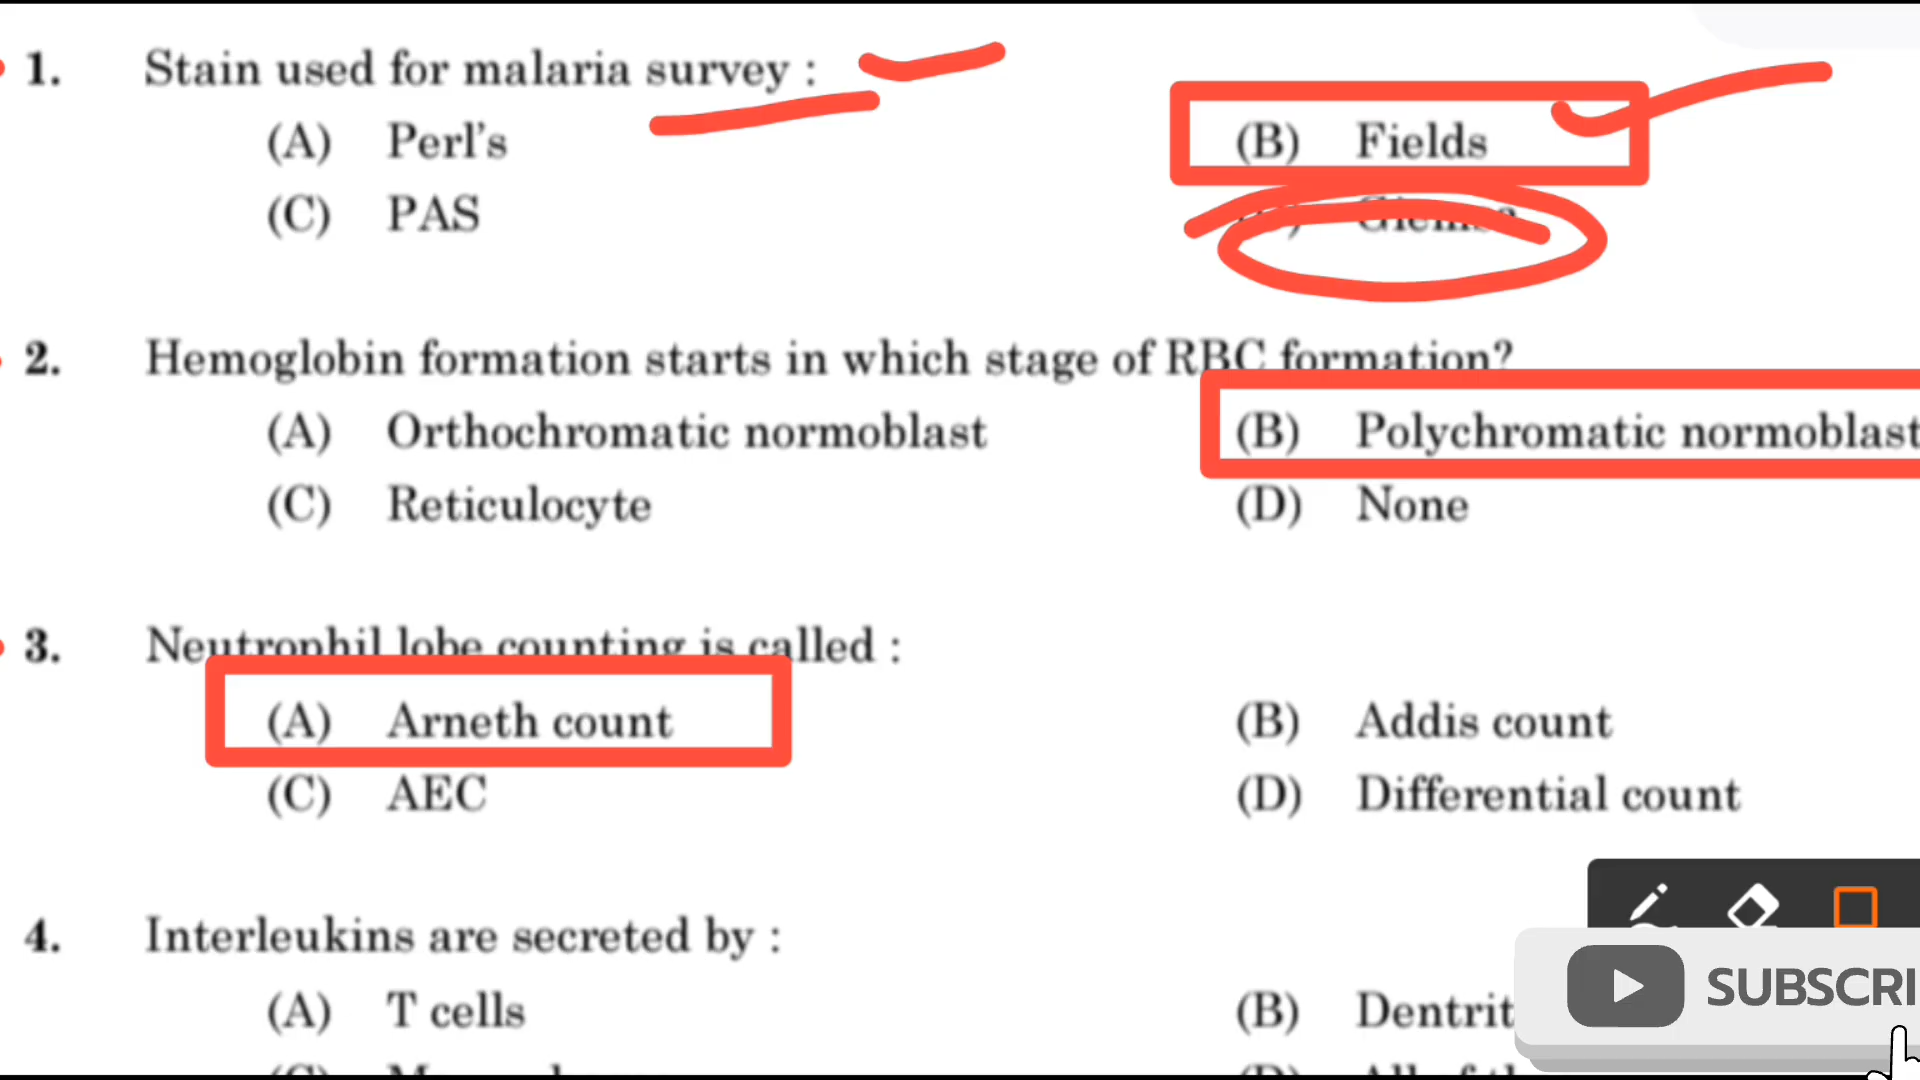 1. Stain used for malaria survey :
(A) Perl's (B) Fields
(C) PAS
2. Hemoglobin formation starts in which stage of RBC formation?
(A) Orthochromatic normoblast (B) Polychromatic normoblast
(C) Reticulocyte (D) None
3. Neutrophil lobe counting is called :
(A) Arneth count (B) Addis count
(C) AEC (D) Differential count
4. Interleukins are secreted by :
(A) T cells (B) Dentrit
SUBSCRI